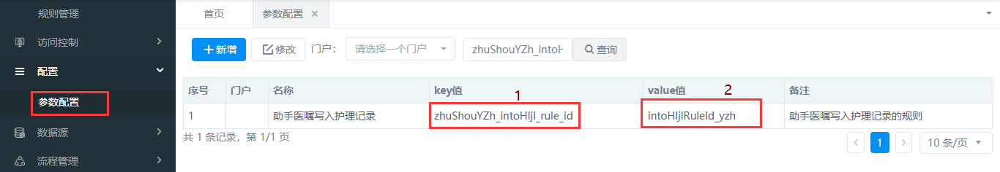 规则管理
访问控制
配置
参数配置
数据源
流程管理
首页 参数配置 ×
+新增 修改 门户： 请选择一个门户 zhuShouYZh_intoH 查询
序号 门户 名称 key值 1 value值 2 备注
1 助手医嘱写入护理记录 zhuShouYZh_intoHljl_rule_id intoHljlRuleId_yzh 助手医嘱写入护理记录的规则
共 1 条记录，第 1/1 页
< 1 > 10 条/页